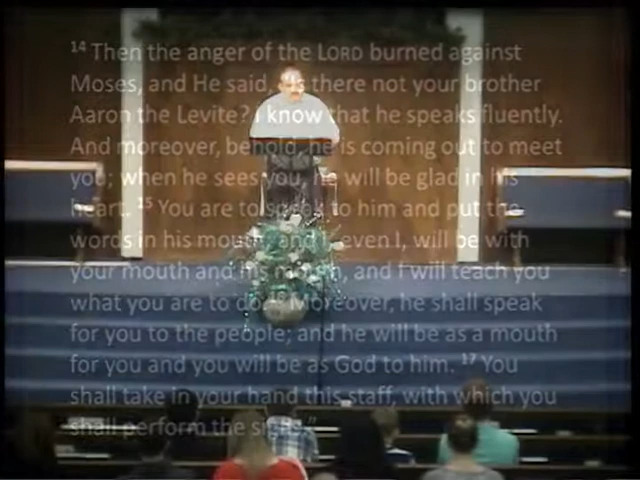 ¹⁴ Then the anger of the LORD burned against
Moses, and He said, "Is there not your brother
Aaron the Levite? I know that he speaks fluently.
And moreover, behold, he is coming out to meet
you; when he sees you, he will be glad in his
heart. ¹⁵ You are to speak to him and put the
words in his mouth; and I, even I, will be with
your mouth and his mouth, and I will teach you
what you are to do. ¹⁶ Moreover, he shall speak
for you to the people; and he will be as a mouth
for you and you will be as God to him. ¹⁷ You
shall take in your hand this staff, with which you
shall perform the signs."